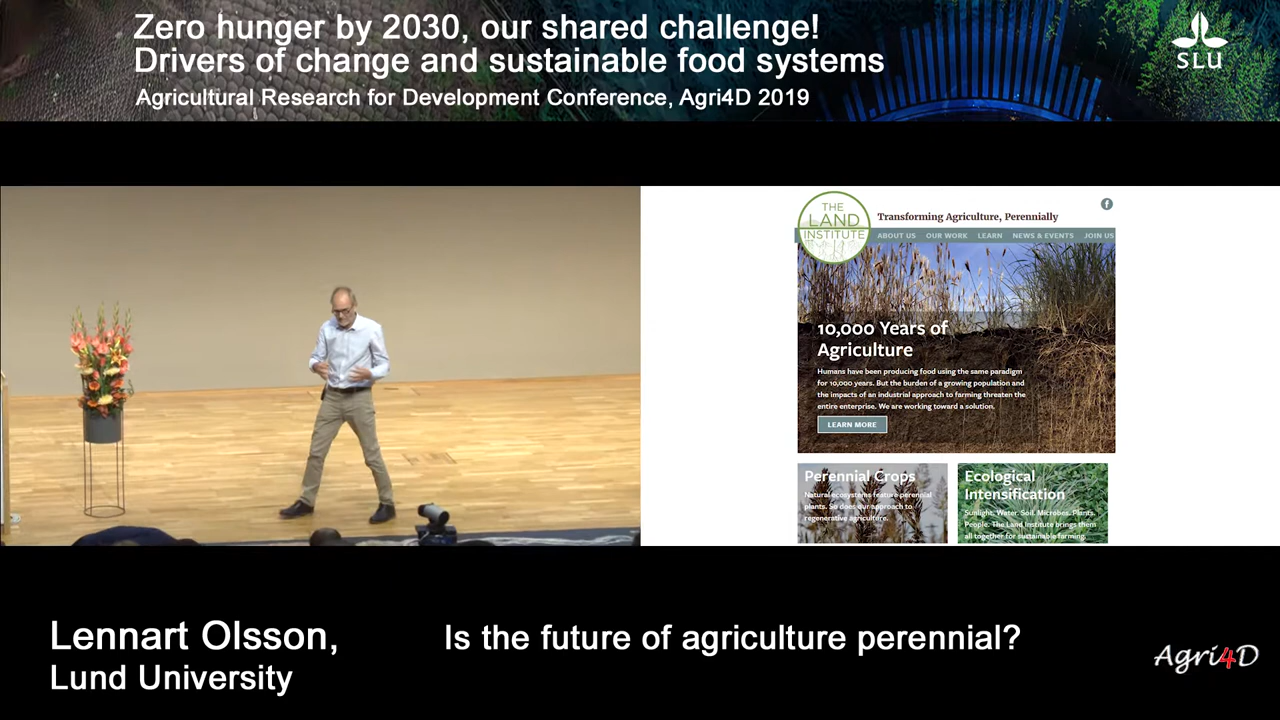 Zero hunger by 2030, our shared challenge!
Drivers of change and sustainable food systems
Agricultural Research for Development Conference, Agri4D 2019
SLU
THE
LAND
INSTITUTE
Transforming Agriculture, Perennially
f
ABOUT US OUR WORK LEARN NEWS & EVENTS JOIN US
10,000 Years of
Agriculture
Humans have been producing food using the same paradigm
for 10,000 years. But the burden of a growing population and
the impacts of an industrial approach to farming threaten the
entire enterprise. We are working toward a solution.
LEARN MORE
Perennial Crops
Natural ecosystems feature perennial
plants. So does our approach to
regenerative agriculture.
Ecological
Intensification
Sunlight. Water. Soil. Microbes. Plants.
People. The Land Institute brings them
all together for sustainable farming.
Lennart Olsson,
Lund University
Is the future of agriculture perennial?
Agri4D